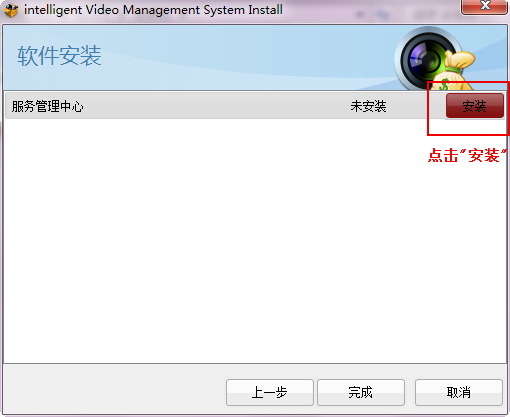 intelligent Video Management System Install
软件安装
服务管理中心 未安装 安装
点击"安装"
上一步 完成 取消